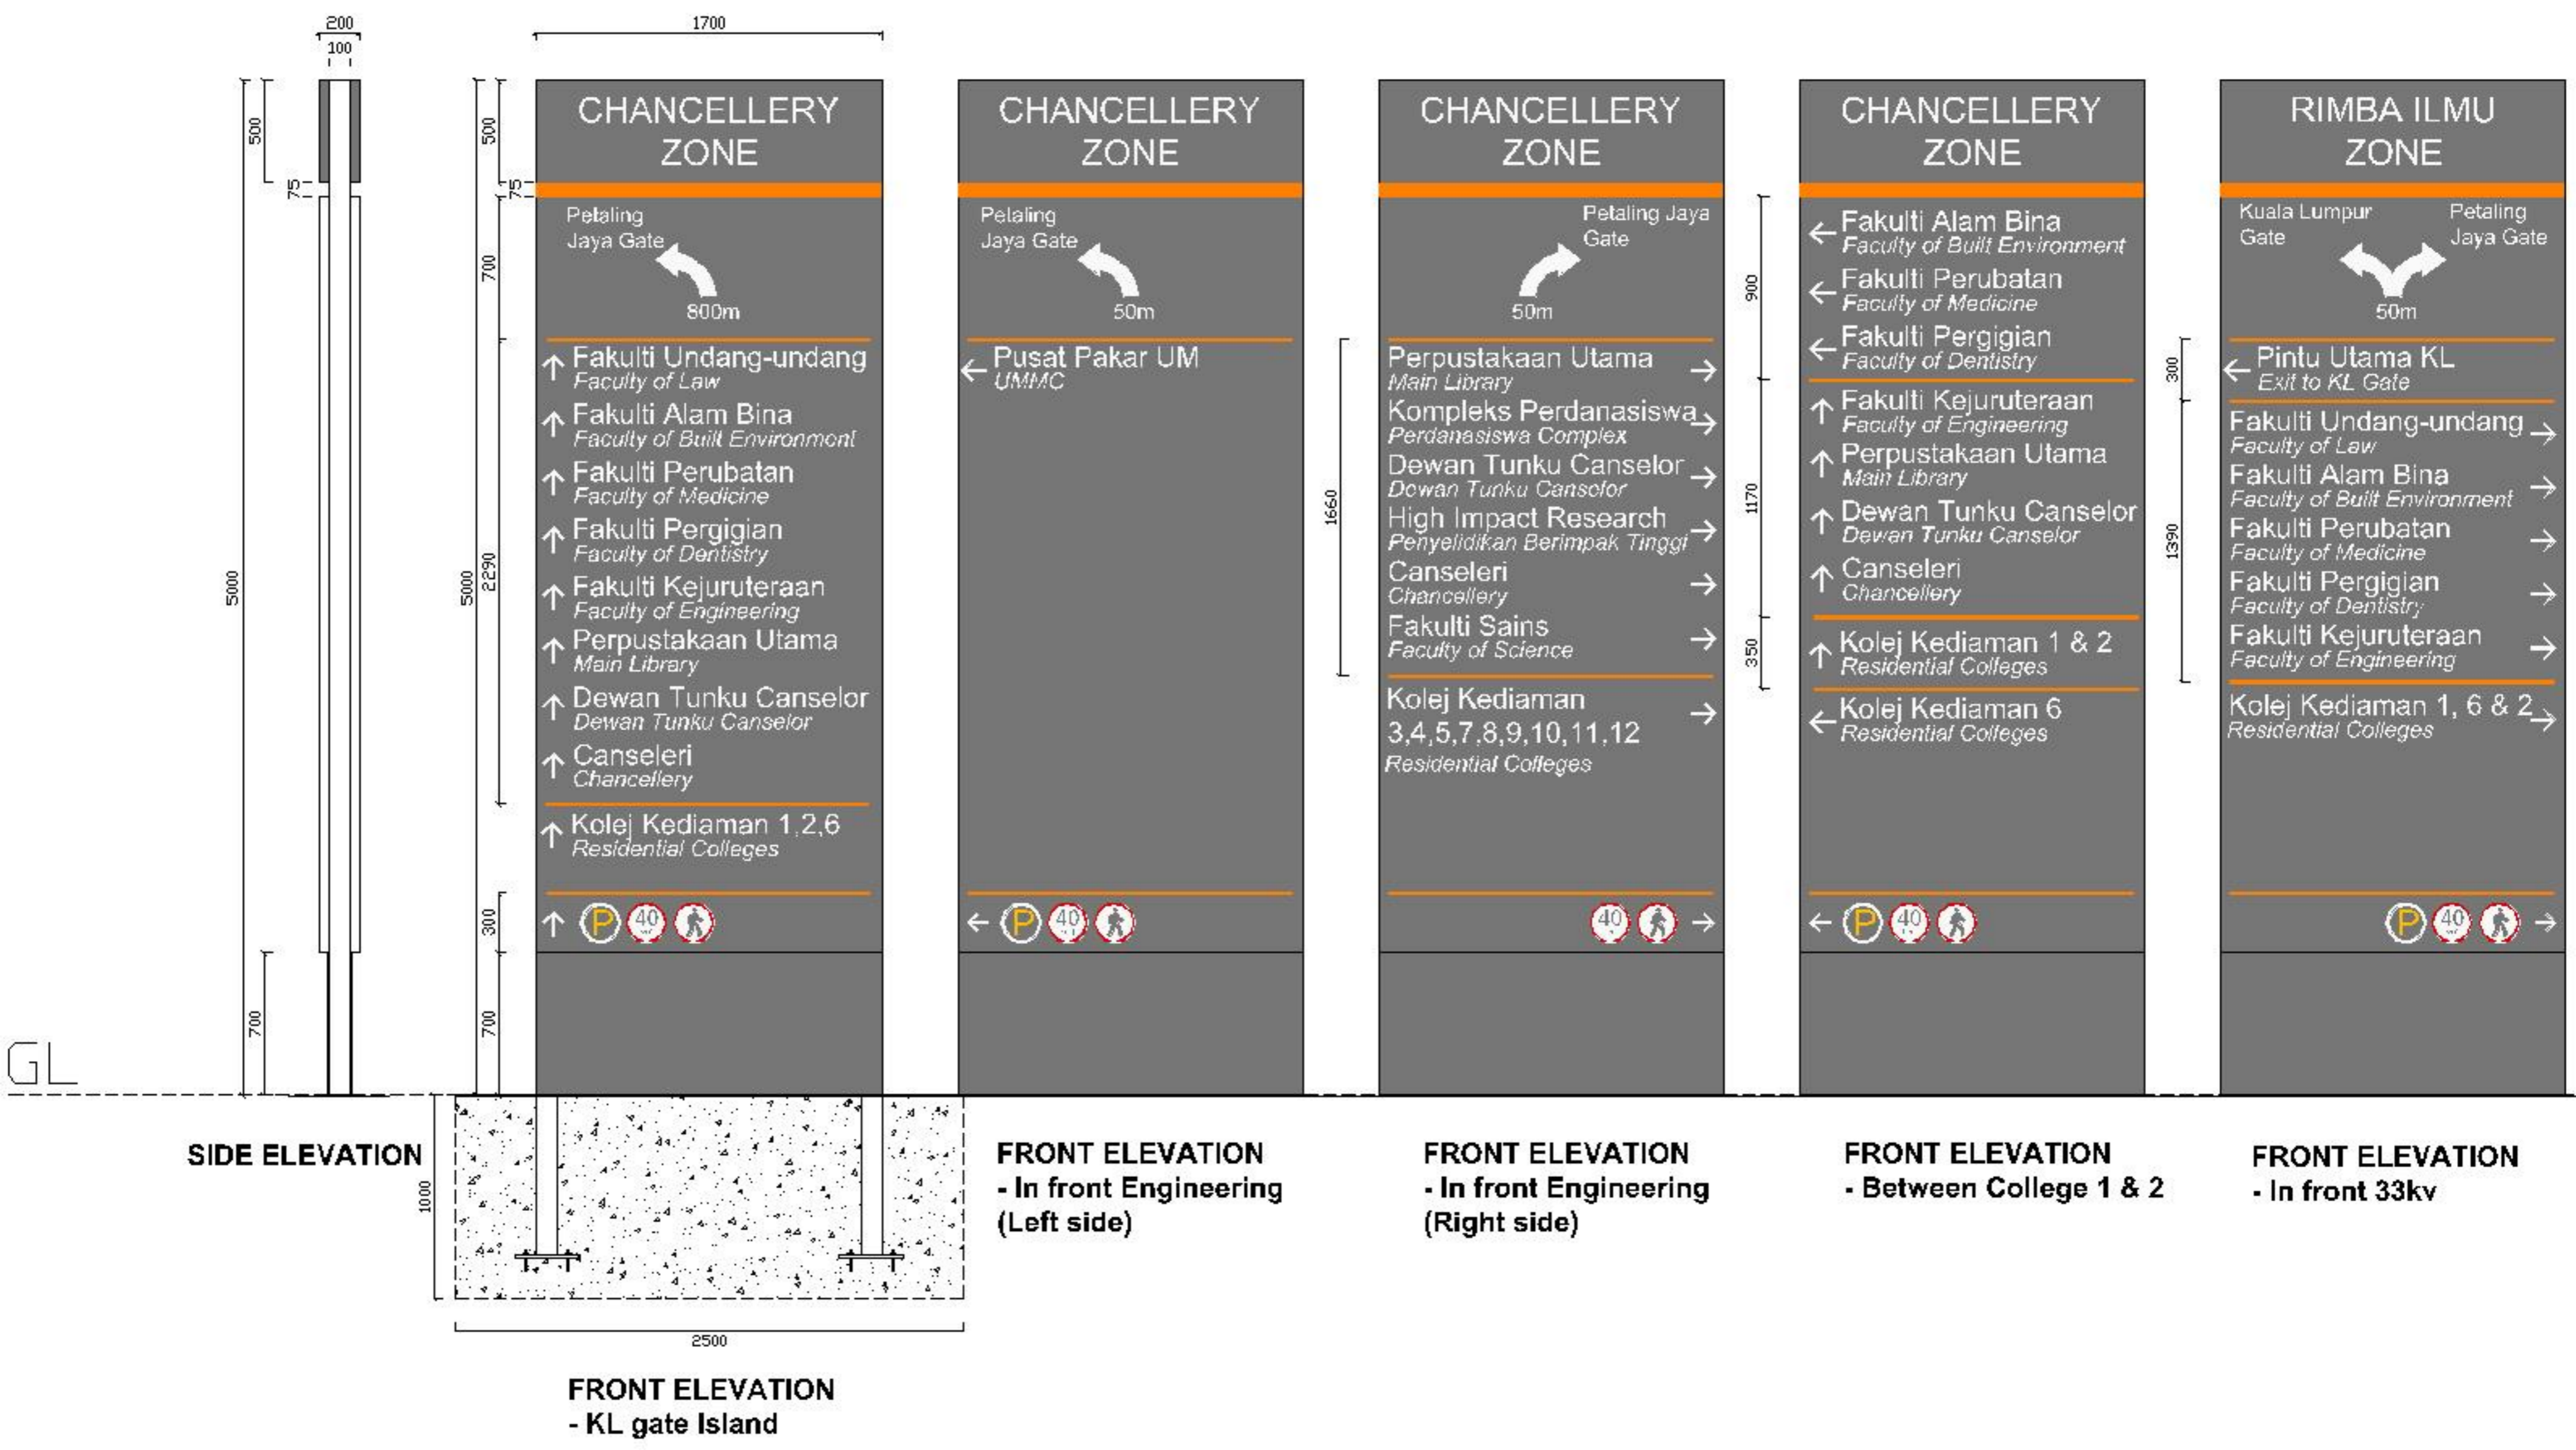 200
100
500
75
5000
700
GL
SIDE ELEVATION
1700
500
75
700
5000
2290
300
700
1000
2500
CHANCELLERY
ZONE
Petaling
Jaya Gate
800m
Fakulti Undang-undang
Faculty of Law
Fakulti Alam Bina
Faculty of Built Environment
Fakulti Perubatan
Faculty of Medicine
Fakulti Pergigian
Faculty of Dentistry
Fakulti Kejuruteraan
Faculty of Engineering
Perpustakaan Utama
Main Library
Dewan Tunku Canselor
Dewan Tunku Canselor
Canseleri
Chancellery
Kolej Kediaman 1,2,6
Residential Colleges
P 40
FRONT ELEVATION
- KL gate Island
CHANCELLERY
ZONE
Petaling
Jaya Gate
50m
Pusat Pakar UM
UMMC
P 40
FRONT ELEVATION
- In front Engineering
(Left side)
1660
CHANCELLERY
ZONE
Petaling Jaya
Gate
50m
Perpustakaan Utama
Main Library
Kompleks Perdanasiswa
Perdanasiswa Complex
Dewan Tunku Canselor
Dewan Tunku Canselor
High Impact Research
Penyelidikan Berimpak Tinggi
Canseleri
Chancellery
Fakulti Sains
Faculty of Science
Kolej Kediaman
3,4,5,7,8,9,10,11,12
Residential Colleges
40
FRONT ELEVATION
- In front Engineering
(Right side)
900
1170
350
CHANCELLERY
ZONE
Fakulti Alam Bina
Faculty of Built Environment
Fakulti Perubatan
Faculty of Medicine
Fakulti Pergigian
Faculty of Dentistry
Fakulti Kejuruteraan
Faculty of Engineering
Perpustakaan Utama
Main Library
Dewan Tunku Canselor
Dewan Tunku Canselor
Canseleri
Chancellery
Kolej Kediaman 1 & 2
Residential Colleges
Kolej Kediaman 6
Residential Colleges
P 40
FRONT ELEVATION
- Between College 1 & 2
300
1390
RIMBA ILMU
ZONE
Kuala Lumpur
Gate
Petaling
Jaya Gate
50m
Pintu Utama KL
Exit to KL Gate
Fakulti Undang-undang
Faculty of Law
Fakulti Alam Bina
Faculty of Built Environment
Fakulti Perubatan
Faculty of Medicine
Fakulti Pergigian
Faculty of Dentistry
Fakulti Kejuruteraan
Faculty of Engineering
Kolej Kediaman 1, 6 & 2
Residential Colleges
P 40
FRONT ELEVATION
- In front 33kv